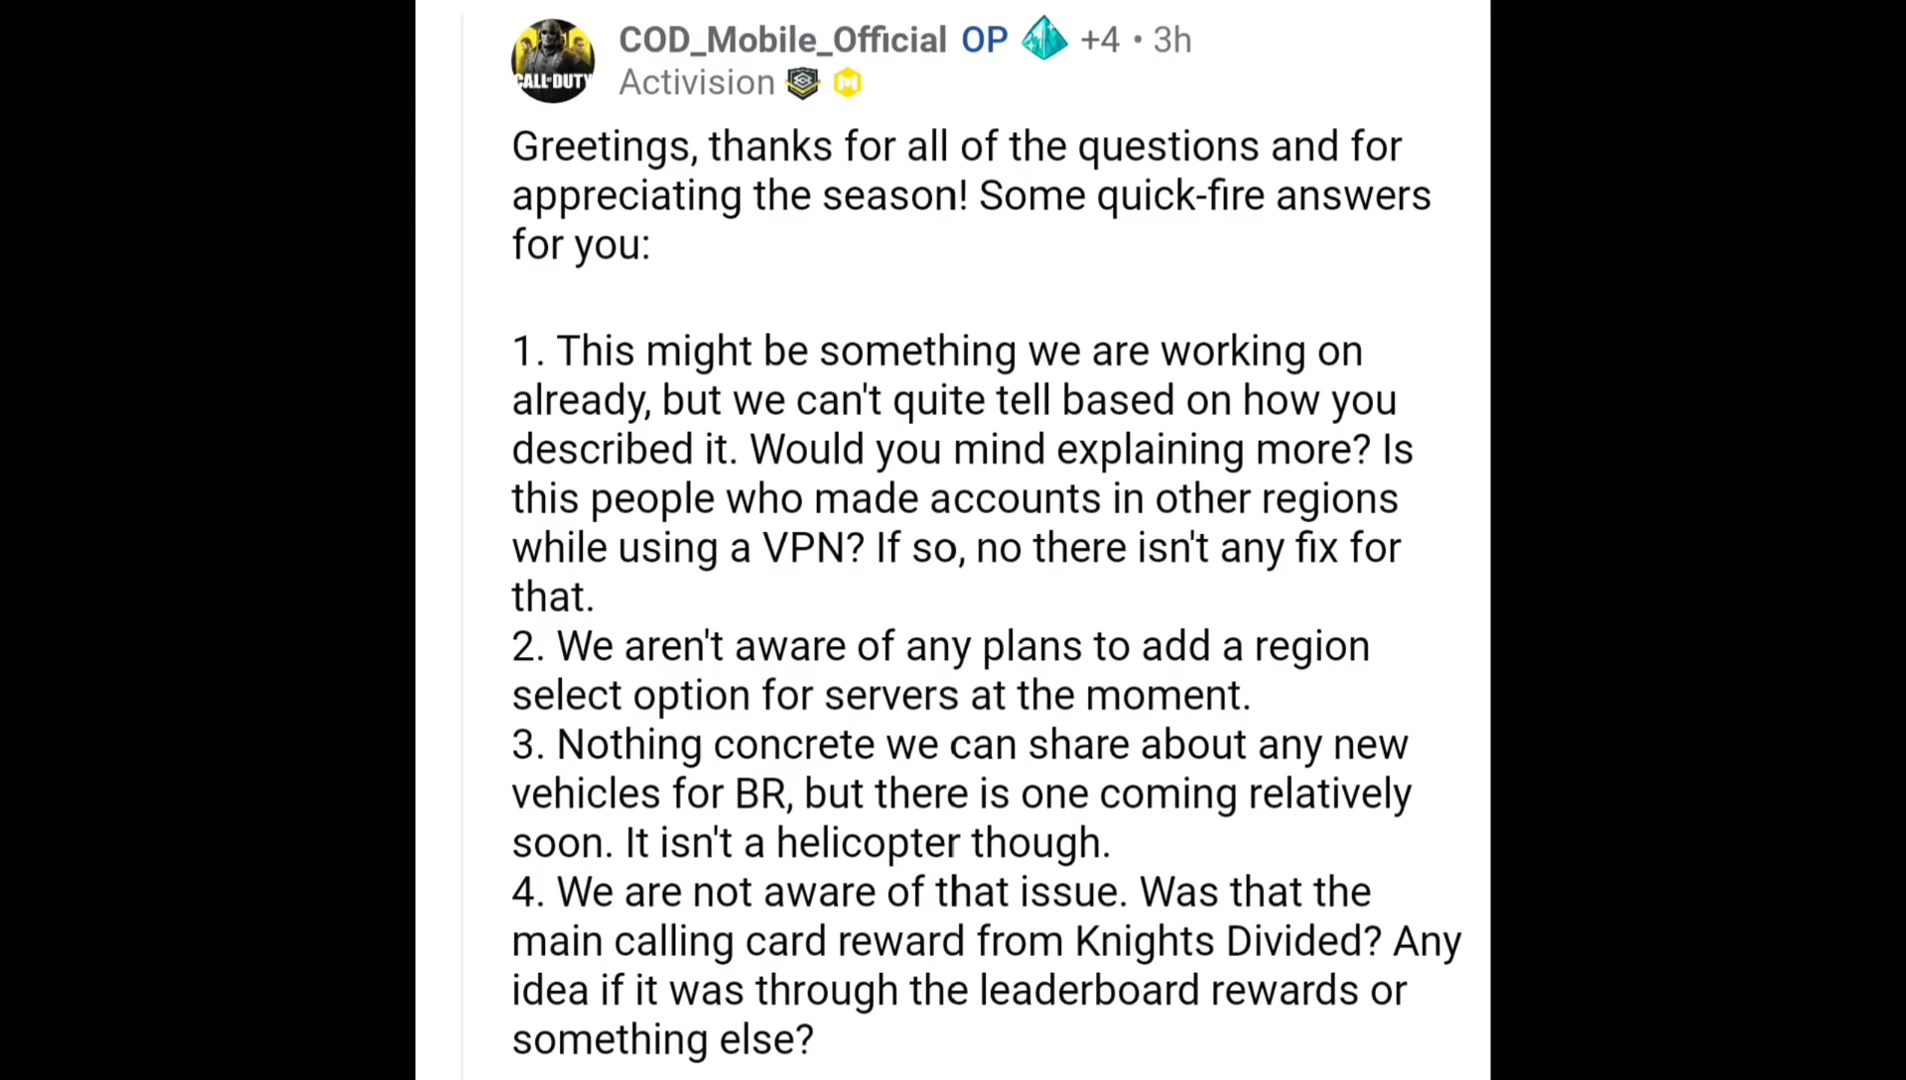 COD_Mobile_Official OP +4 • 3h
CALL OF DUTY
Activision
Greetings, thanks for all of the questions and for
appreciating the season! Some quick-fire answers
for you:
1. This might be something we are working on
already, but we can't quite tell based on how you
described it. Would you mind explaining more? Is
this people who made accounts in other regions
while using a VPN? If so, no there isn't any fix for
that.
2. We aren't aware of any plans to add a region
select option for servers at the moment.
3. Nothing concrete we can share about any new
vehicles for BR, but there is one coming relatively
soon. It isn't a helicopter though.
4. We are not aware of that issue. Was that the
main calling card reward from Knights Divided? Any
idea if it was through the leaderboard rewards or
something else?